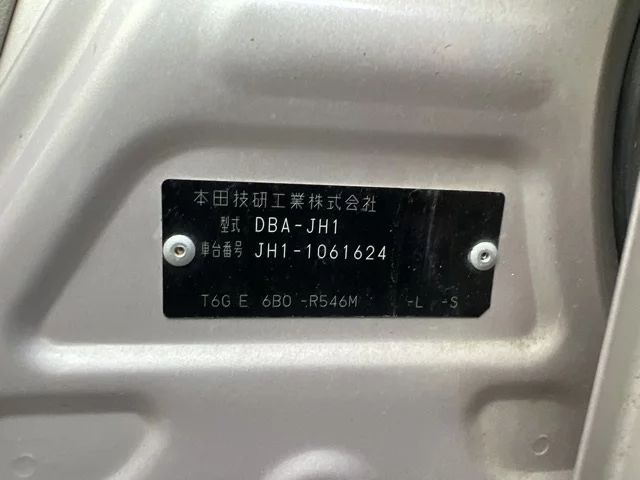 本田技研工業株式会社
型式 DBA-JH1
車台番号 JH1-1061624
T6G E 6B0 -R546M -L -S